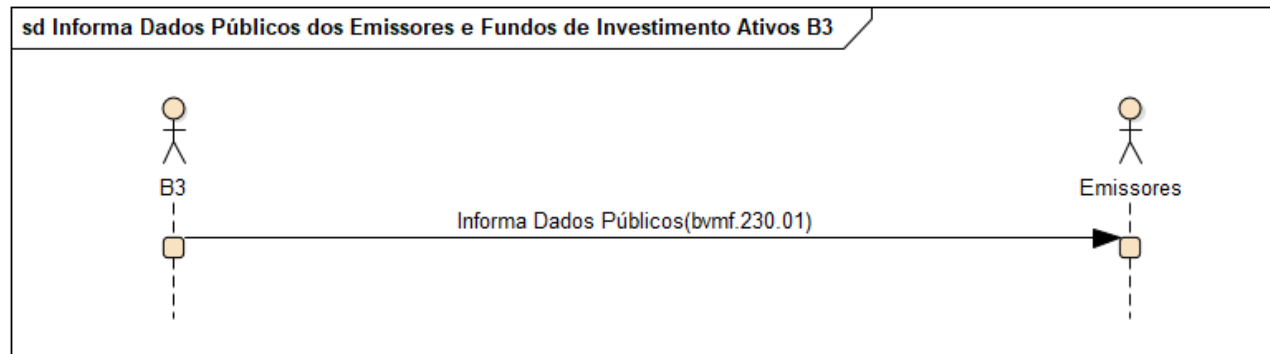 sd Informa Dados Públicos dos Emissores e Fundos de Investimento Ativos B3
B3
Emissores
Informa Dados Públicos(bvmf.230.01)